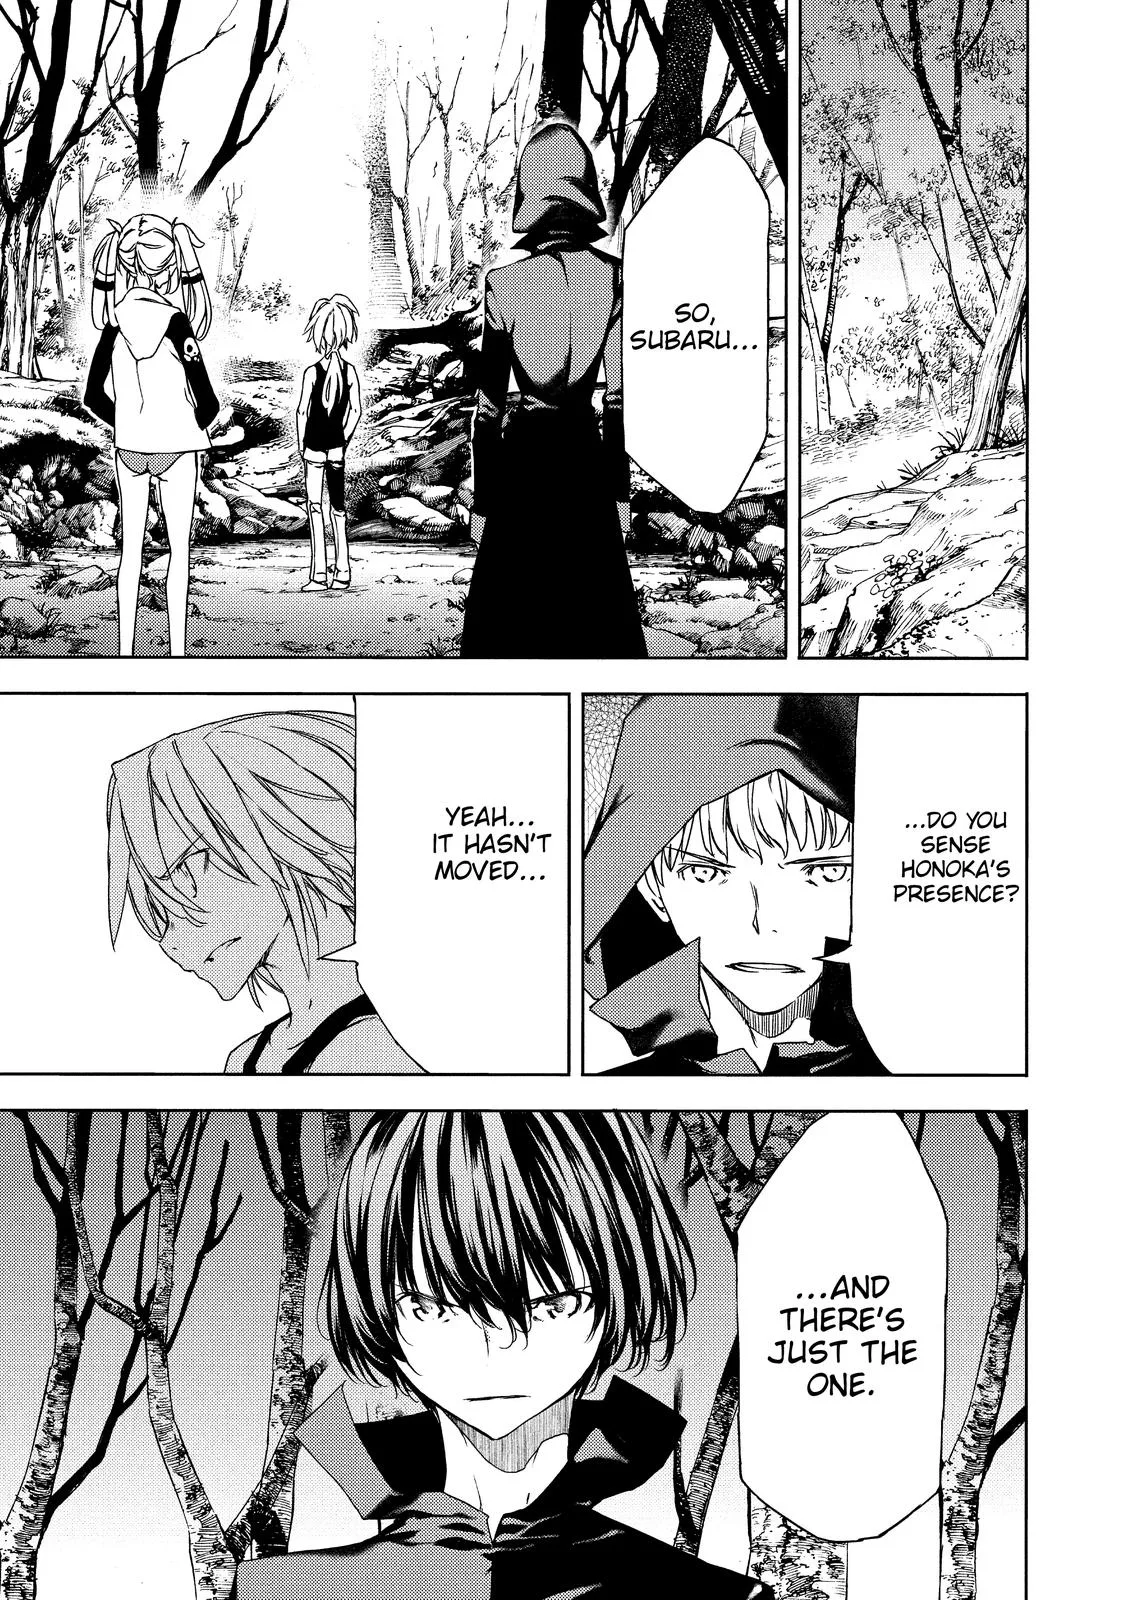 SO,
SUBARU...
...DO YOU
SENSE
HONOKA'S
PRESENCE?
YEAH...
IT HASN'T
MOVED...
...AND
THERE'S
JUST THE
ONE.